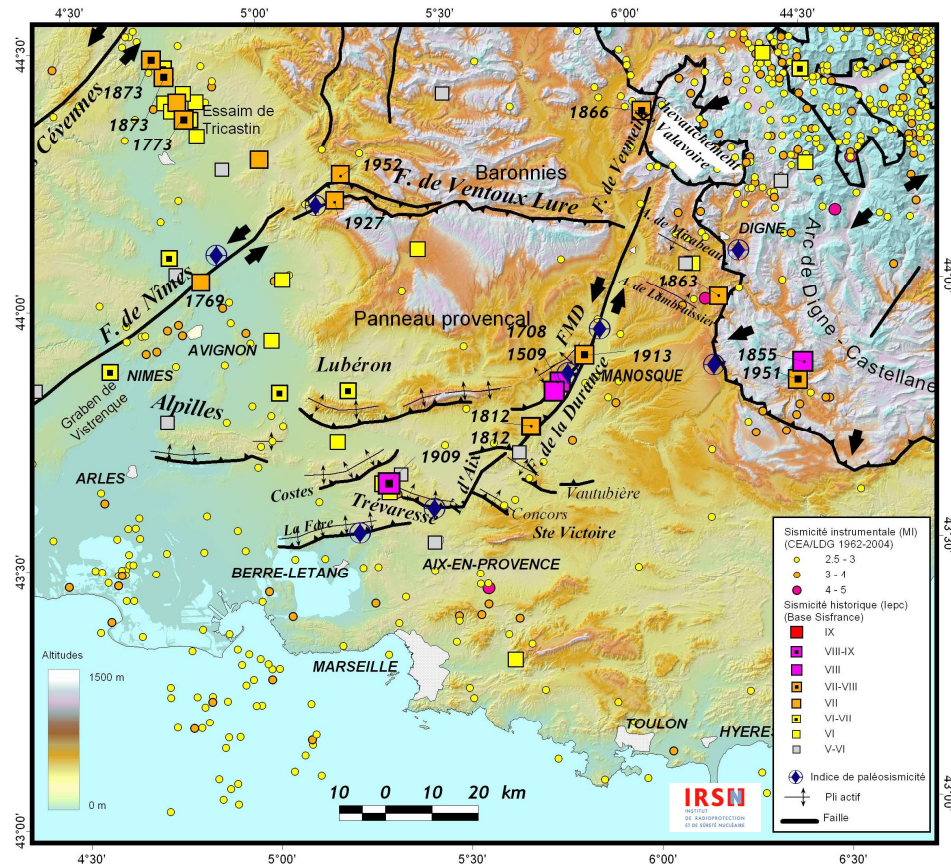 4°30'
5°00'
5°30'
6°00'
44°30'
44°30'
Cévennes
1873
1873
1773
Essaim de
Tricastin
1866
F. de Vermeille
Chevauchement
Valavoire
1952
Baronnies
F. de Ventoux Lure
1927
A. de Mirabeau
DIGNE
Arc de Digne - Castellane
F. de Nîmes
1769
1863
A. de Lambruissier
44°00'
44°00'
Panneau provençal
FMD
1708
1509
1913
MANOSQUE
1855
1951
AVIGNON
NIMES
Graben de
Vistrenque
Lubéron
Alpilles
F. de la Durance
1812
1812
1909
d'Aix
ARLES
Costes
Trévaresse
Vautubière
Concors
La Fare
Ste Victoire
BERRE-LETANG
AIX-EN-PROVENCE
43°30'
43°30'
MARSEILLE
TOULON
HYERES
Altitudes
1500 m
0 m
10 0 10 20 km
IRSN
INSTITUT
DE RADIOPROTECTION
ET DE SÛRETÉ NUCLÉAIRE
Sismicité instrumentale (Ml)
(CEA/LDG 1962-2004)
2.5 - 3
3 - 4
4 - 5
Sismicité historique (Iepc)
(Base Sisfrance)
IX
VIII-IX
VIII
VII-VIII
VII
VI-VII
VI
V-VI
Indice de paléosismicité
Pli actif
Faille
43°00'
43°00'
4°30'
5°00'
5°30'
6°00'
6°30'